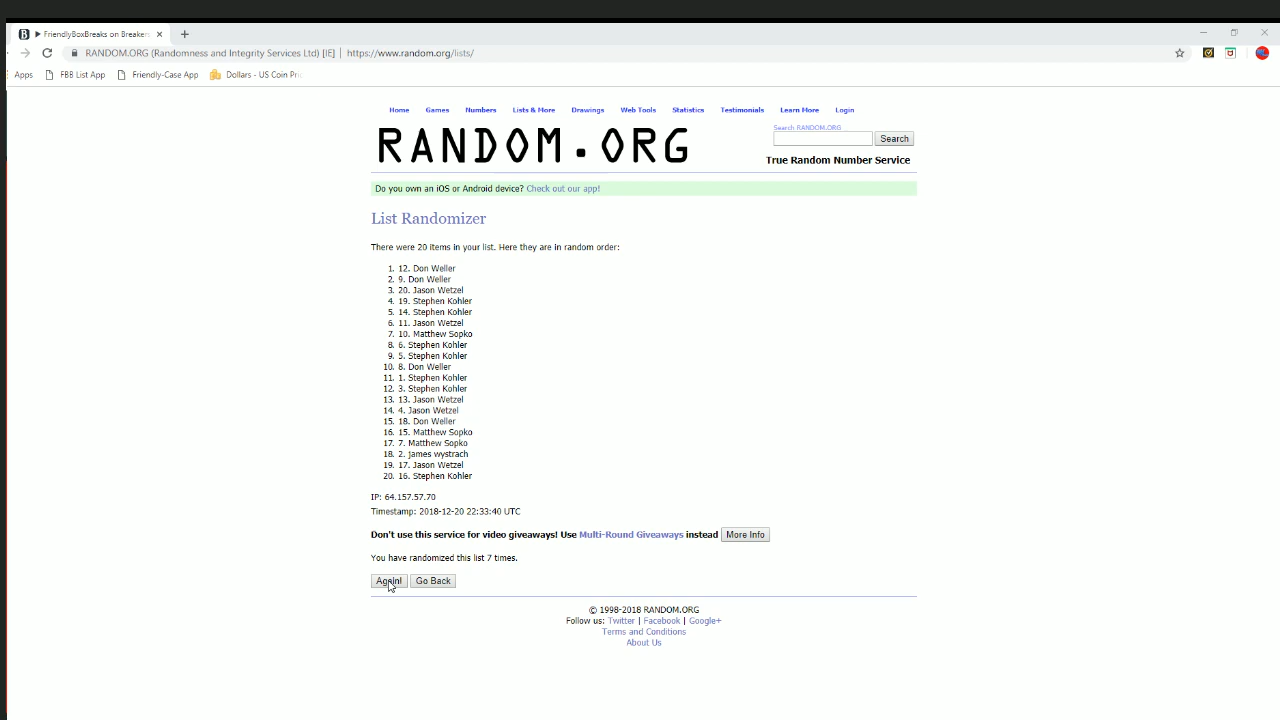 FriendlyBoxBreaks on Breaker
RANDOM.ORG (Randomness and Integrity Services Ltd) [IE] | https://www.random.org/lists/
Apps FBB List App Friendly-Case App Dollars - US Coin Pri
Home Games Numbers Lists & More Drawings Web Tools Statistics Testimonials Learn More Login
Search RANDOM.ORG
RANDOM.ORG
Search
True Random Number Service
Do you own an iOS or Android device? Check out our app!
List Randomizer
There were 20 items in your list. Here they are in random order:
1. 12. Don Weller
2. 9. Don Weller
3. 20. Jason Wetzel
4. 19. Stephen Kohler
5. 14. Stephen Kohler
6. 11. Jason Wetzel
7. 10. Matthew Sopko
8. 6. Stephen Kohler
9. 5. Stephen Kohler
10. 8. Don Weller
11. 1. Stephen Kohler
12. 3. Stephen Kohler
13. 13. Jason Wetzel
14. 4. Jason Wetzel
15. 18. Don Weller
16. 15. Matthew Sopko
17. 7. Matthew Sopko
18. 2. james wystrach
19. 17. Jason Wetzel
20. 16. Stephen Kohler
IP: 64.157.57.70
Timestamp: 2018-12-20 22:33:40 UTC
Don't use this service for video giveaways! Use Multi-Round Giveaways instead More Info
You have randomized this list 7 times.
Again! Go Back
© 1998-2018 RANDOM.ORG
Follow us: Twitter | Facebook | Google+
Terms and Conditions
About Us